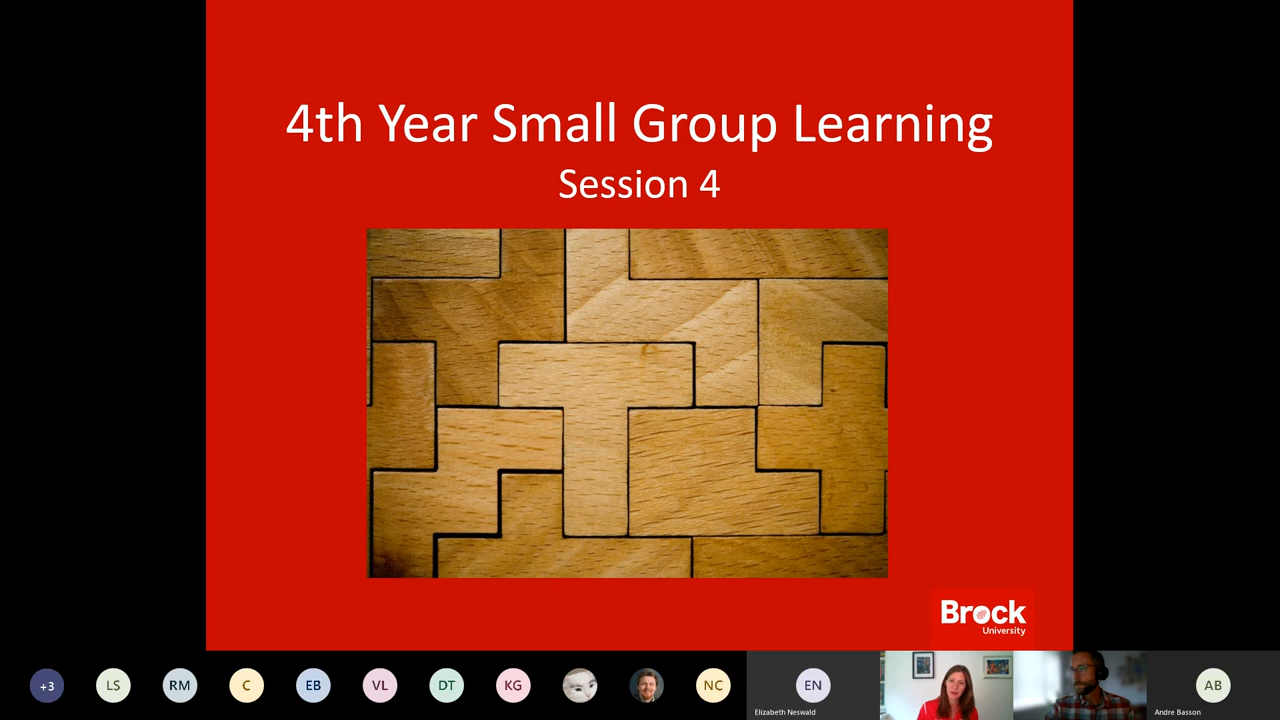 4th Year Small Group Learning
Session 4
Brock
University
+3
LS
RM
C
EB
VL
DT
KG
NC
EN
AB
Elizabeth Neswald
Andre Basson